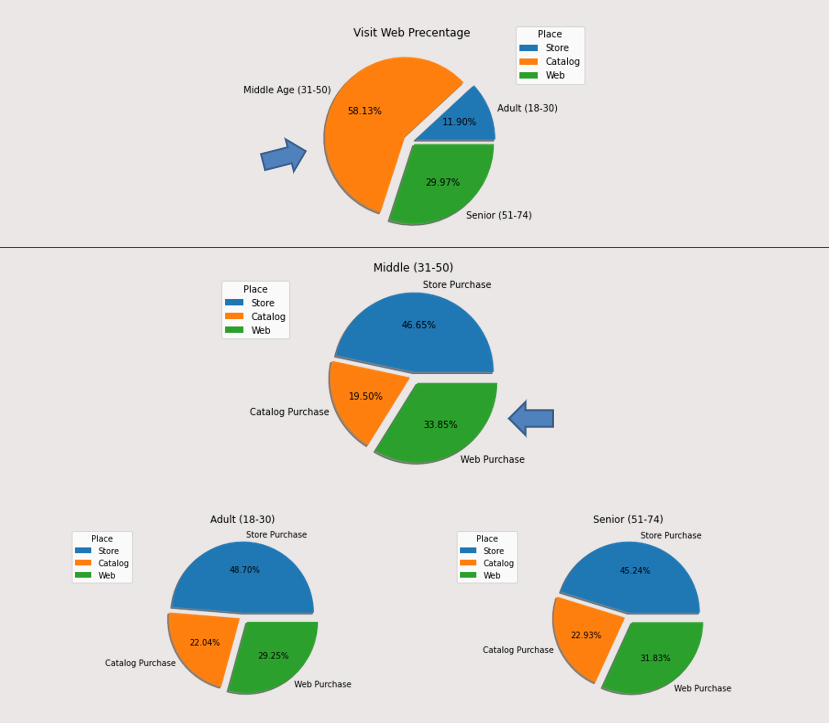 Visit Web Precentage
Place
Store
Catalog
Web
Middle Age (31-50)
58.13%
Adult (18-30)
11.90%
29.97%
Senior (51-74)
Middle (31-50)
Place
Store
Catalog
Web
Store Purchase
46.65%
19.50%
Catalog Purchase
33.85%
Web Purchase
Adult (18-30)
Place
Store
Catalog
Web
Store Purchase
48.70%
22.04%
Catalog Purchase
29.25%
Web Purchase
Senior (51-74)
Place
Store
Catalog
Web
Store Purchase
45.24%
22.93%
Catalog Purchase
31.83%
Web Purchase